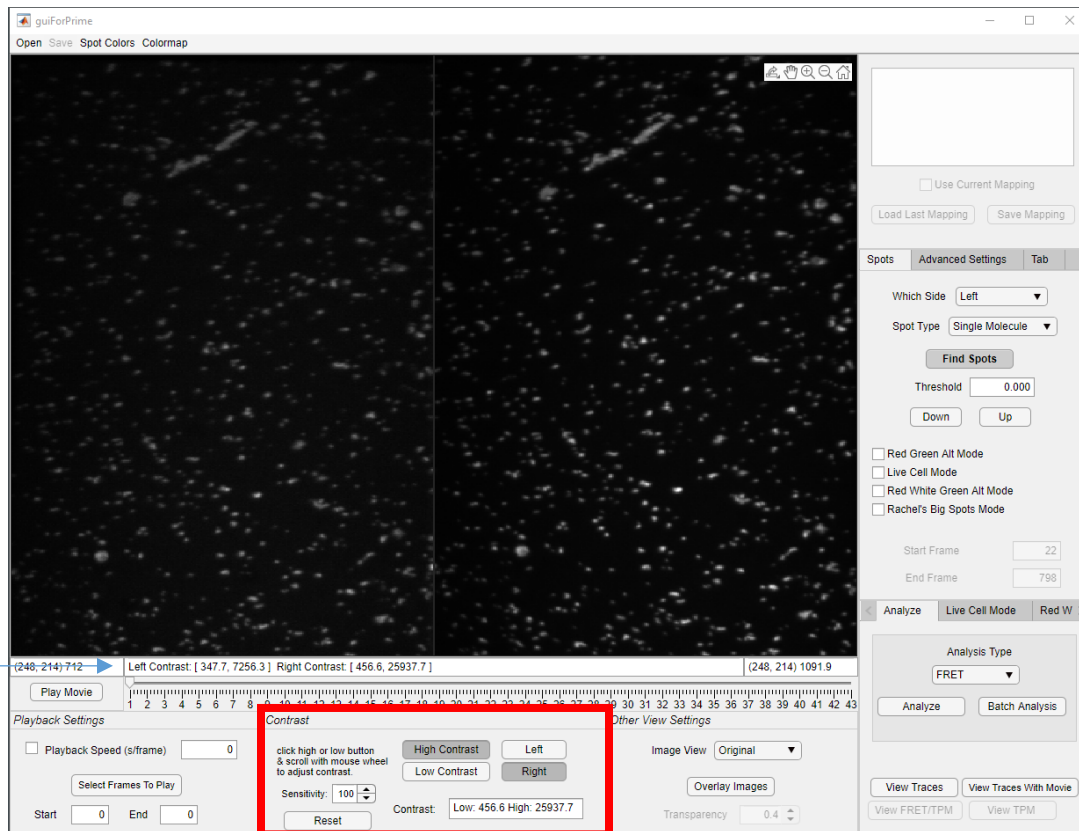 guiForPrime
Open Save Spot Colors Colormap
Use Current Mapping
Load Last Mapping Save Mapping
Spots Advanced Settings Tab
Which Side Left
Spot Type Single Molecule
Find Spots
Threshold 0.000
Down Up
Red Green Alt Mode
Live Cell Mode
Red White Green Alt Mode
Rachel's Big Spots Mode
Start Frame 22
End Frame 798
Analyze Live Cell Mode Red W
Analysis Type
FRET
Analyze Batch Analysis
View Traces View Traces With Movie
View FRET/TPM View TPM
(248, 214) 712 Left Contrast: [ 347.7, 7256.3 ] Right Contrast: [ 456.6, 25937.7 ] (248, 214) 1091.9
Play Movie
1 2 3 4 5 6 7 8 9 10 11 12 13 14 15 16 17 18 19 20 21 22 23 24 25 26 27 28 29 30 31 32 33 34 35 36 37 38 39 40 41 42 43
Playback Settings
Playback Speed (s/frame) 0
Select Frames To Play
Start 0 End 0
Contrast
click high or low button
& scroll with mouse wheel
to adjust contrast.
High Contrast Left
Low Contrast Right
Sensitivity: 100
Reset
Contrast: Low: 456.6 High: 25937.7
Other View Settings
Image View Original
Overlay Images
Transparency 0.4